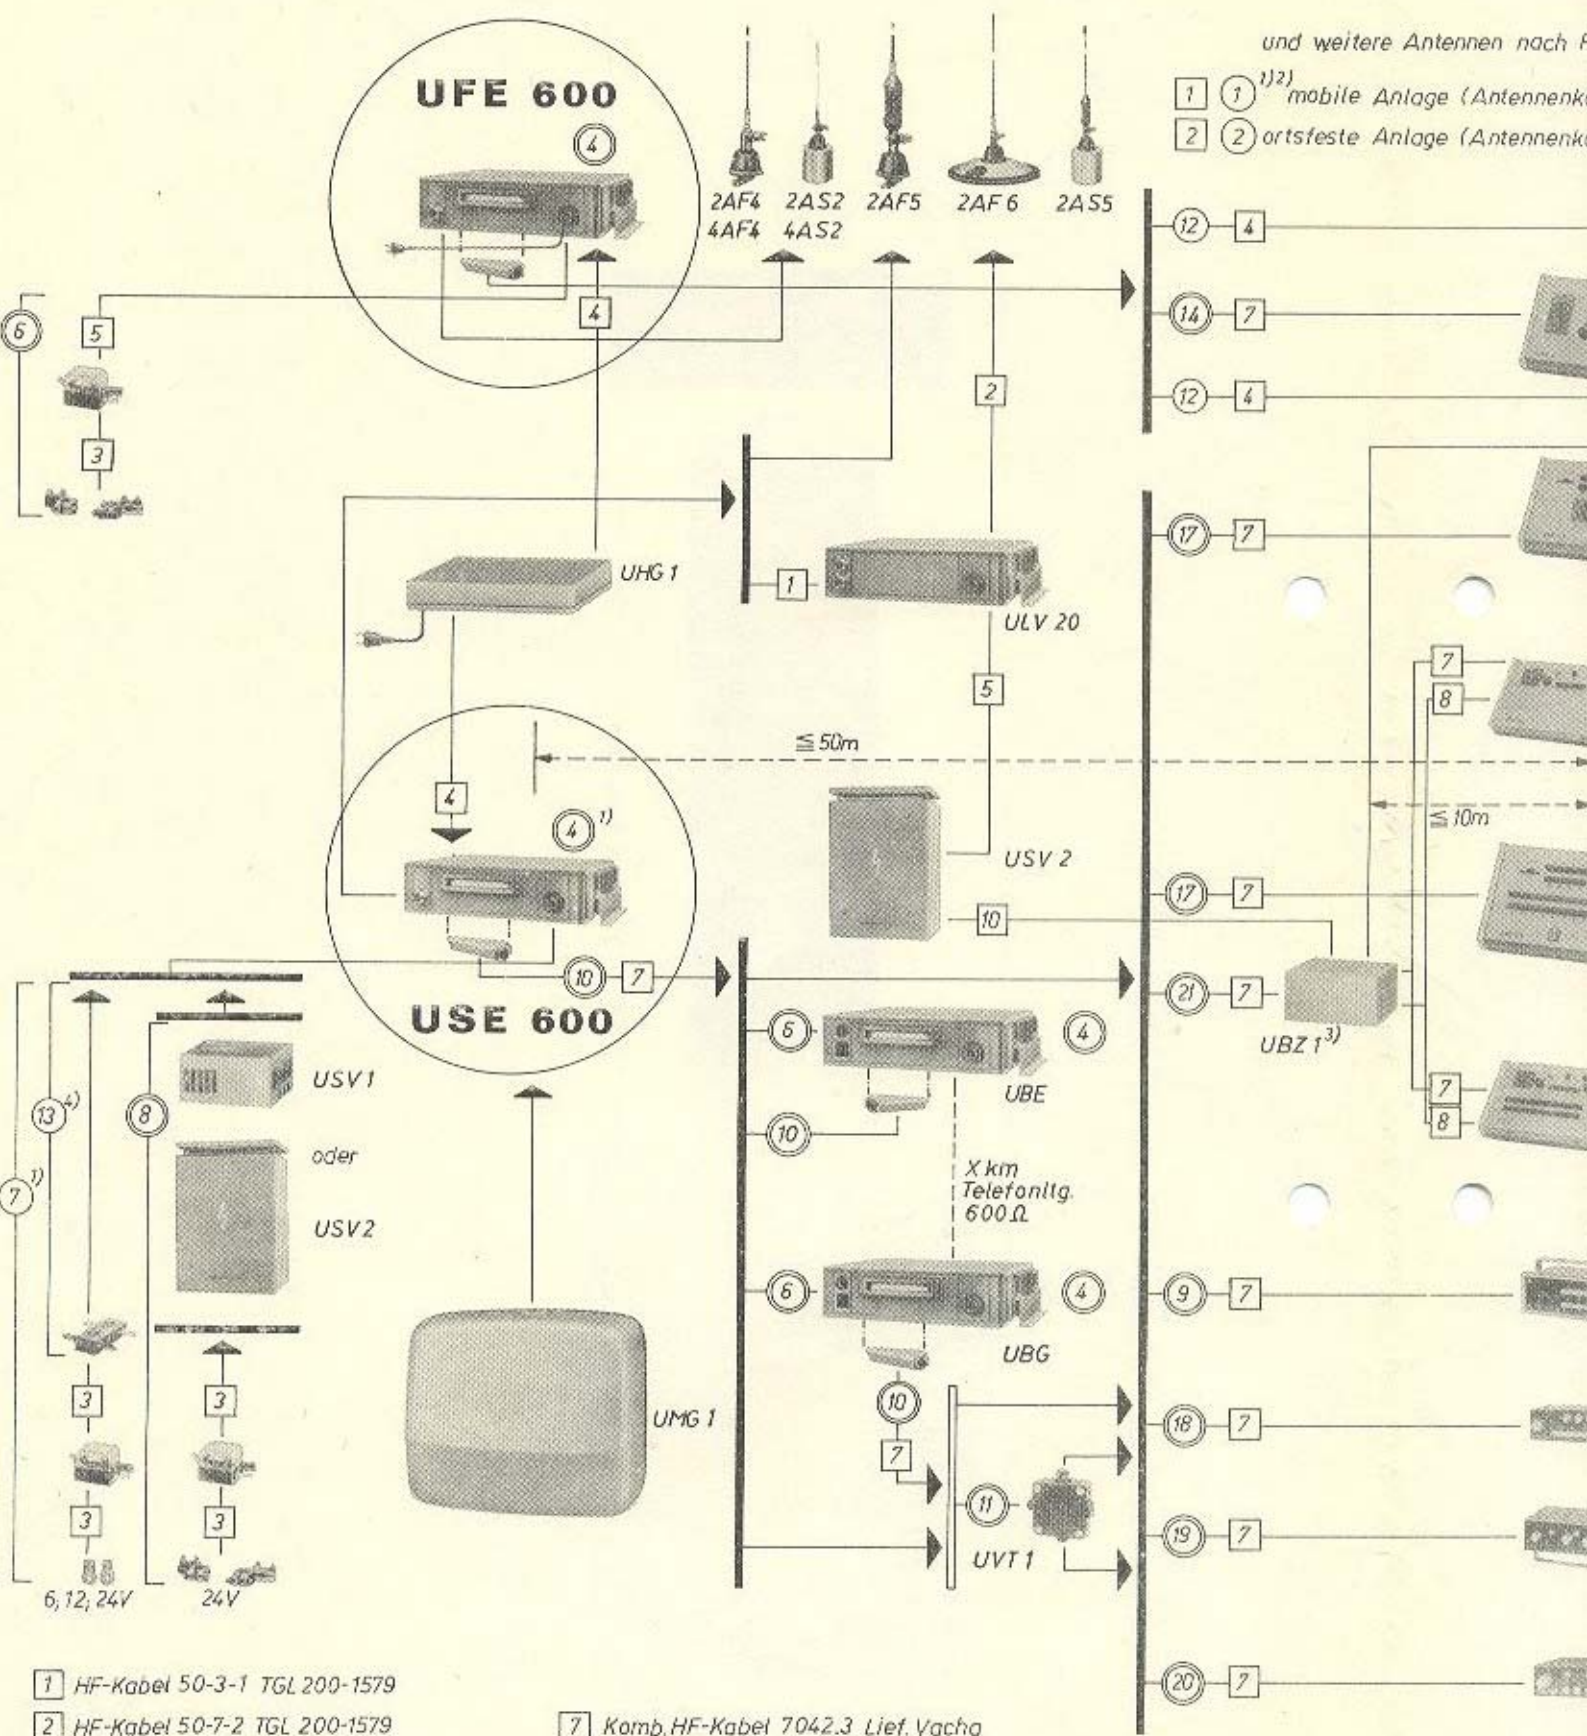 und weitere Antennen nach
1 1 1)2) mobile Anlage (Antennenk
2 2 ortsfeste Anlage (Antennenk
UFE 600
4
2AF4 2AS2 2AF5 2AF6 2AS5
4AF4 4AS2
12 4
6
5
4
14 7
2
12 4
3
17 7
UHG 1
1
ULV 20
7
8
5
≦ 50m
4
4 1)
≦ 10m
USV 2
17 7
10
10 7
21 7
USE 600
6
4
UBZ 1 3)
USV 1
UBE
7
8
13 4)
8
10
oder
7 1)
X km
Telefonltg.
600Ω
USV 2
6
4
9 7
UBG
3
3
10
UMG 1
18 7
7
3
3
11
19 7
UVT 1
6; 12; 24V
24V
20 7
1 HF-Kabel 50-3-1 TGL 200-1579
2 HF-Kabel 50-7-2 TGL 200-1579
7 Komb. HF-Kabel 7042.3 Lief. Vacha